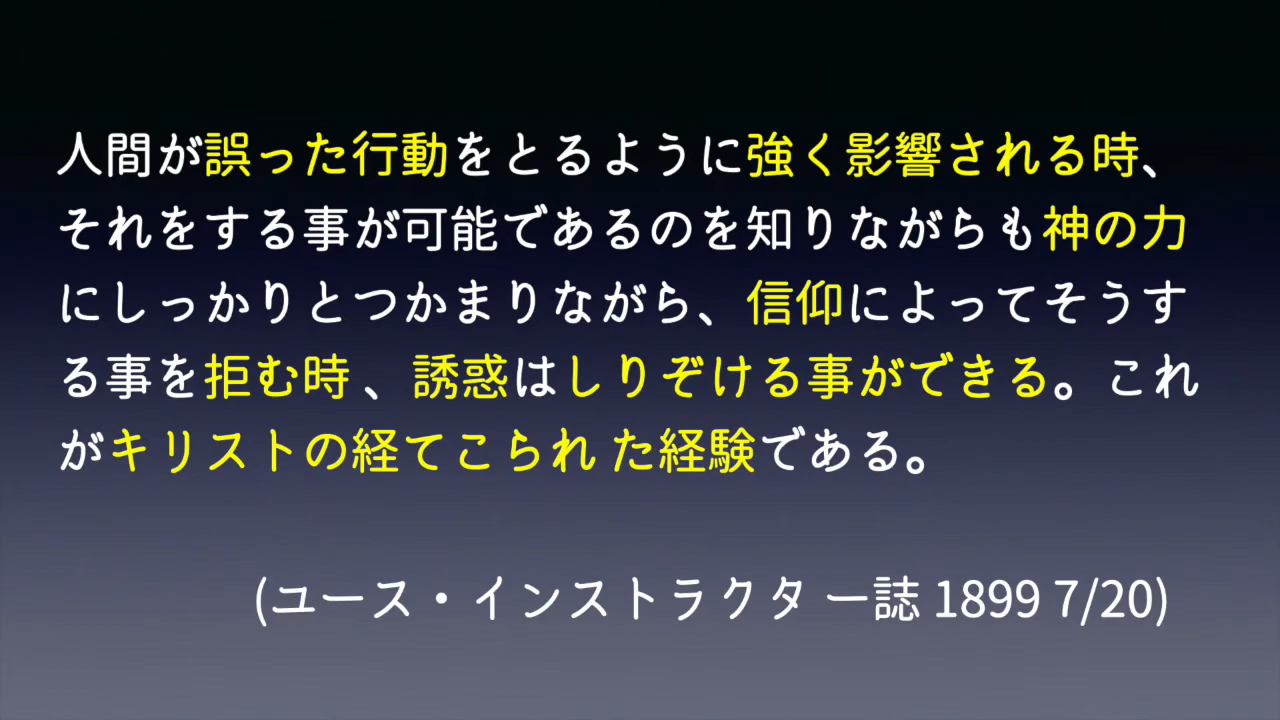 人間が誤った行動をとるように強く影響される時、
それをする事が可能であるのを知りながらも神の力
にしっかりとつかまりながら、信仰によってそうす
る事を拒む時 、誘惑はしりぞける事ができる。これ
がキリストの経てこられ た経験である。
(ユース・インストラクタ ー誌 1899 7/20)